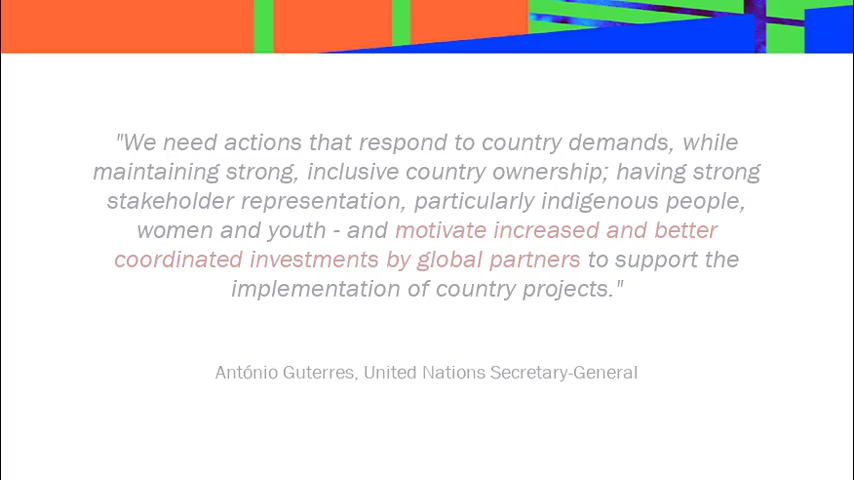 "We need actions that respond to country demands, while
maintaining strong, inclusive country ownership; having strong
stakeholder representation, particularly indigenous people,
women and youth - and motivate increased and better
coordinated investments by global partners to support the
implementation of country projects."
António Guterres, United Nations Secretary-General